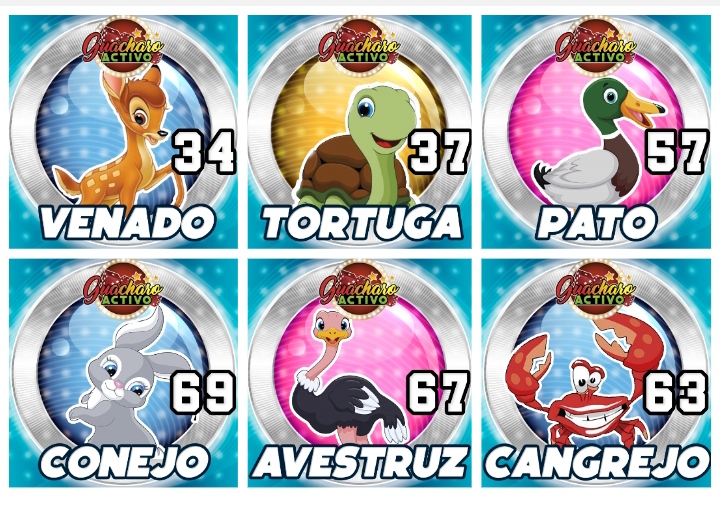 Guácharo
ACTIVO
34
VENADO
Guácharo
ACTIVO
37
TORTUGA
Guácharo
ACTIVO
57
PATO
Guácharo
ACTIVO
69
CONEJO
Guácharo
ACTIVO
67
AVESTRUZ
Guácharo
ACTIVO
63
CANGREJO